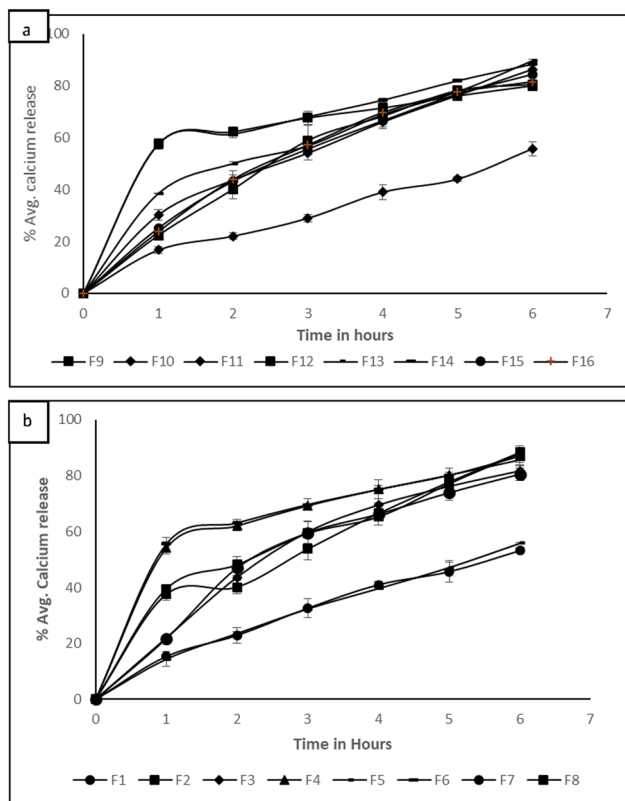 a
% Avg. calcium release
100
80
60
40
20
0
0 1 2 3 4 5 6 7
Time in hours
F9 F10 F11 F12 F13 F14 F15 F16
b
% Avg. Calcium release
100
80
60
40
20
0
0 1 2 3 4 5 6 7
Time in Hours
F1 F2 F3 F4 F5 F6 F7 F8